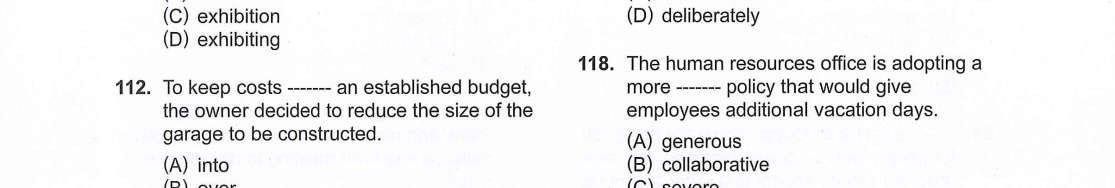 (C) exhibition
(D) exhibiting
112. To keep costs ------- an established budget,
the owner decided to reduce the size of the
garage to be constructed.
(A) into
(D) deliberately
118. The human resources office is adopting a
more ------- policy that would give
employees additional vacation days.
(A) generous
(B) collaborative